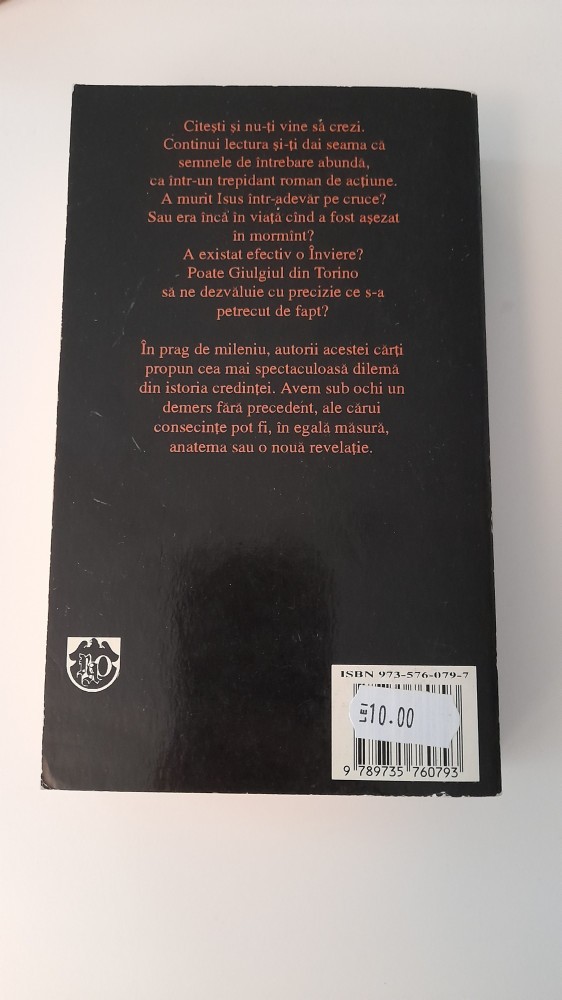 Citești și nu-ți vine să crezi.
Continui lectura și-ți dai seama că
semnele de întrebare abundă,
ca într-un trepidant roman de acțiune.
A murit Isus într-adevăr pe cruce?
Sau era încă în viață cînd a fost așezat
în mormînt?
A existat efectiv o Înviere?
Poate Giulgiul din Torino
să ne dezvăluie cu precizie ce s-a
petrecut de fapt?
În prag de mileniu, autorii acestei cărți
propun cea mai spectaculoasă dilemă
din istoria credinței. Avem sub ochi un
demers fără precedent, ale cărui
consecințe pot fi, în egală măsură,
anatema sau o nouă revelație.
ISBN 973-576-079-7
LEI 10.00
9 789735 760793